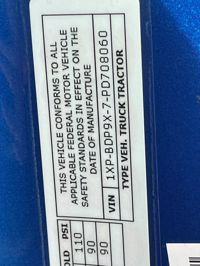 THIS VEHICLE CONFORMS TO ALL
APPLICABLE FEDERAL MOTOR VEHICLE
SAFETY STANDARDS IN EFFECT ON THE
DATE OF MANUFACTURE
VIN 1XP-BDP9X-7-PD708060
TYPE VEH. TRUCK TRACTOR
OLD PSI
110
90
90